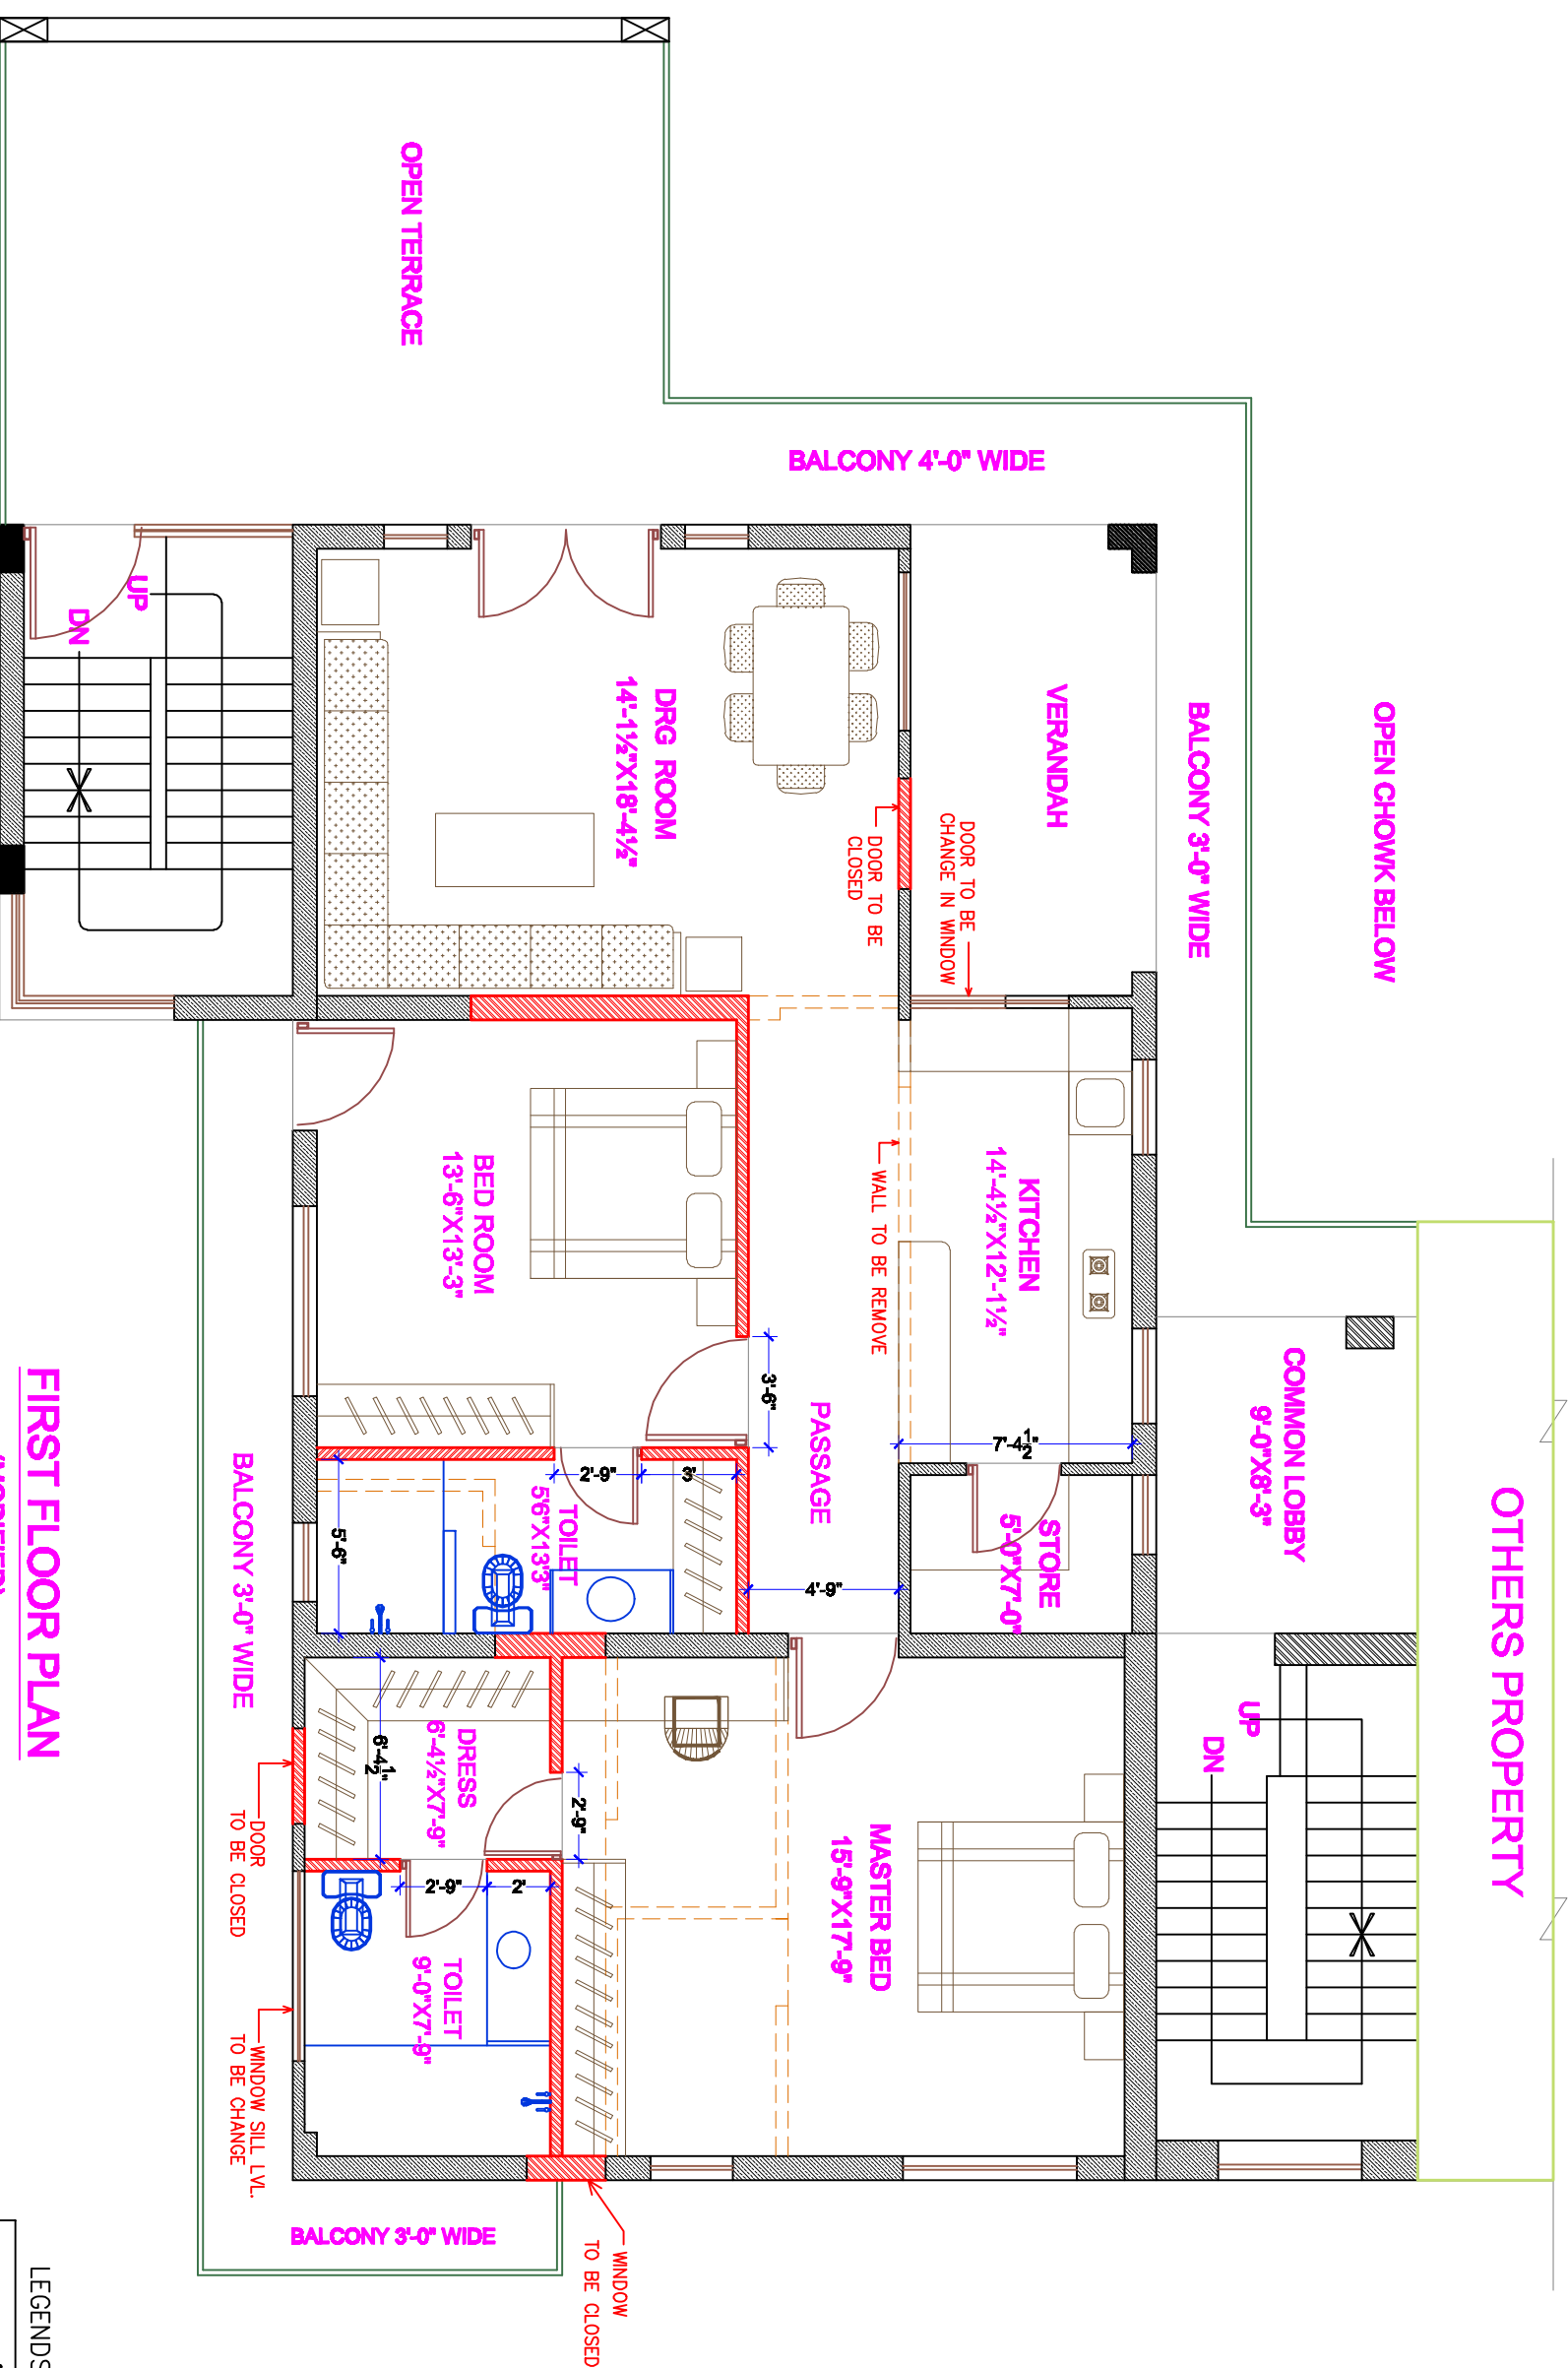 OTHERS PROPERTY
OPEN CHOWK BELOW
COMMON LOBBY
9'-0"X8'-3"
UP
DN
BALCONY 3'-0" WIDE
VERANDAH
DOOR TO BE
CHANGE IN WINDOW
KITCHEN
14'-4½"X12'-1½"
7'-4½"
STORE
5'-0"X7'-0"
BALCONY 4'-0" WIDE
DOOR TO BE
CLOSED
WALL TO BE REMOVE
PASSAGE
4'-9"
3'-6"
MASTER BED
15'-9"X17'-9"
DRG ROOM
14'-1½"X18'-4½"
OPEN TERRACE
BED ROOM
13'-6"X13'-3"
2'-9"
3'
TOILET
5'6"X13'3"
5'-6"
2'-9"
DRESS
6'-4½"X7'-9"
6'-4½"
2'-9"
2'
TOILET
9'-0"X7'-9"
WINDOW
TO BE CLOSED
UP
DN
BALCONY 3'-0" WIDE
DOOR
TO BE CLOSED
WINDOW SILL LVL.
TO BE CHANGE
BALCONY 3'-0" WIDE
FIRST FLOOR PLAN
LEGENDS